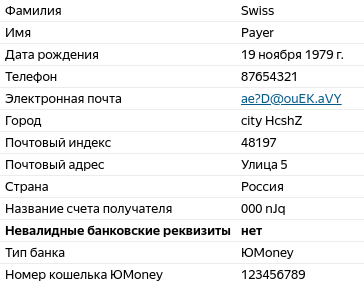 Фамилия Swiss
Имя Payer
Дата рождения 19 ноября 1979 г.
Телефон 87654321
Электронная почта ae?D@ouEK.aVY
Город city HcshZ
Почтовый индекс 48197
Почтовый адрес Улица 5
Страна Россия
Название счета получателя 000 nJq
Невалидные банковские реквизиты нет
Тип банка ЮMoney
Номер кошелька ЮMoney 123456789